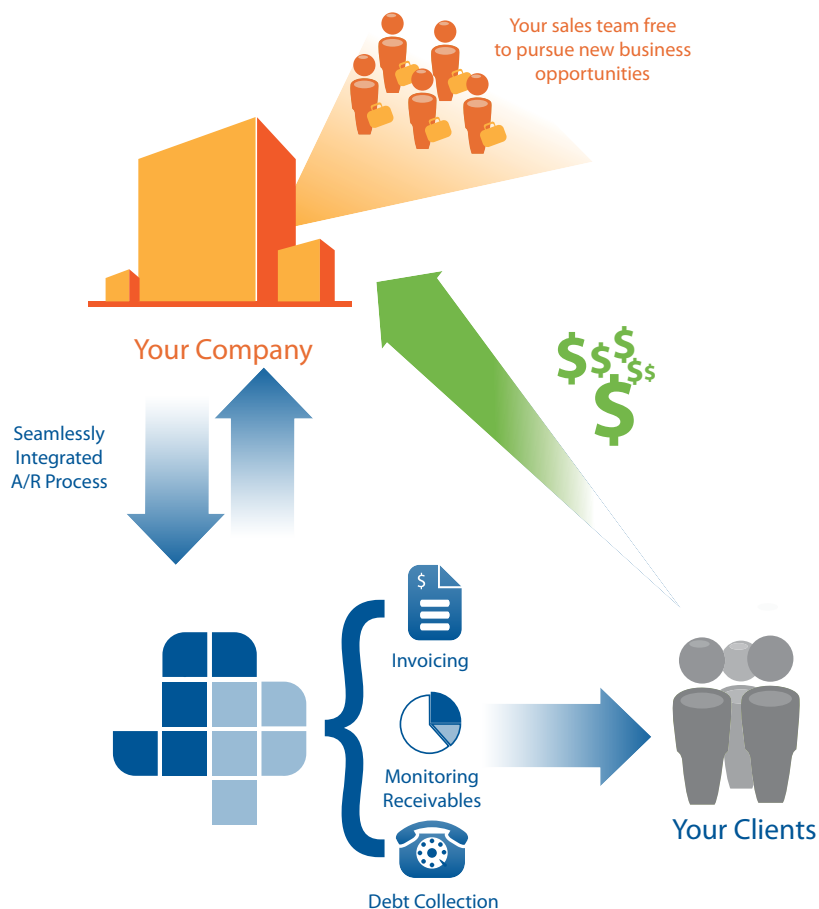 Your sales team free
to pursue new business
opportunities
Your Company
$ $ $ $ $ $
Seamlessly
Integrated
A/R Process
$
Invoicing
Monitoring
Receivables
Debt Collection
Your Clients